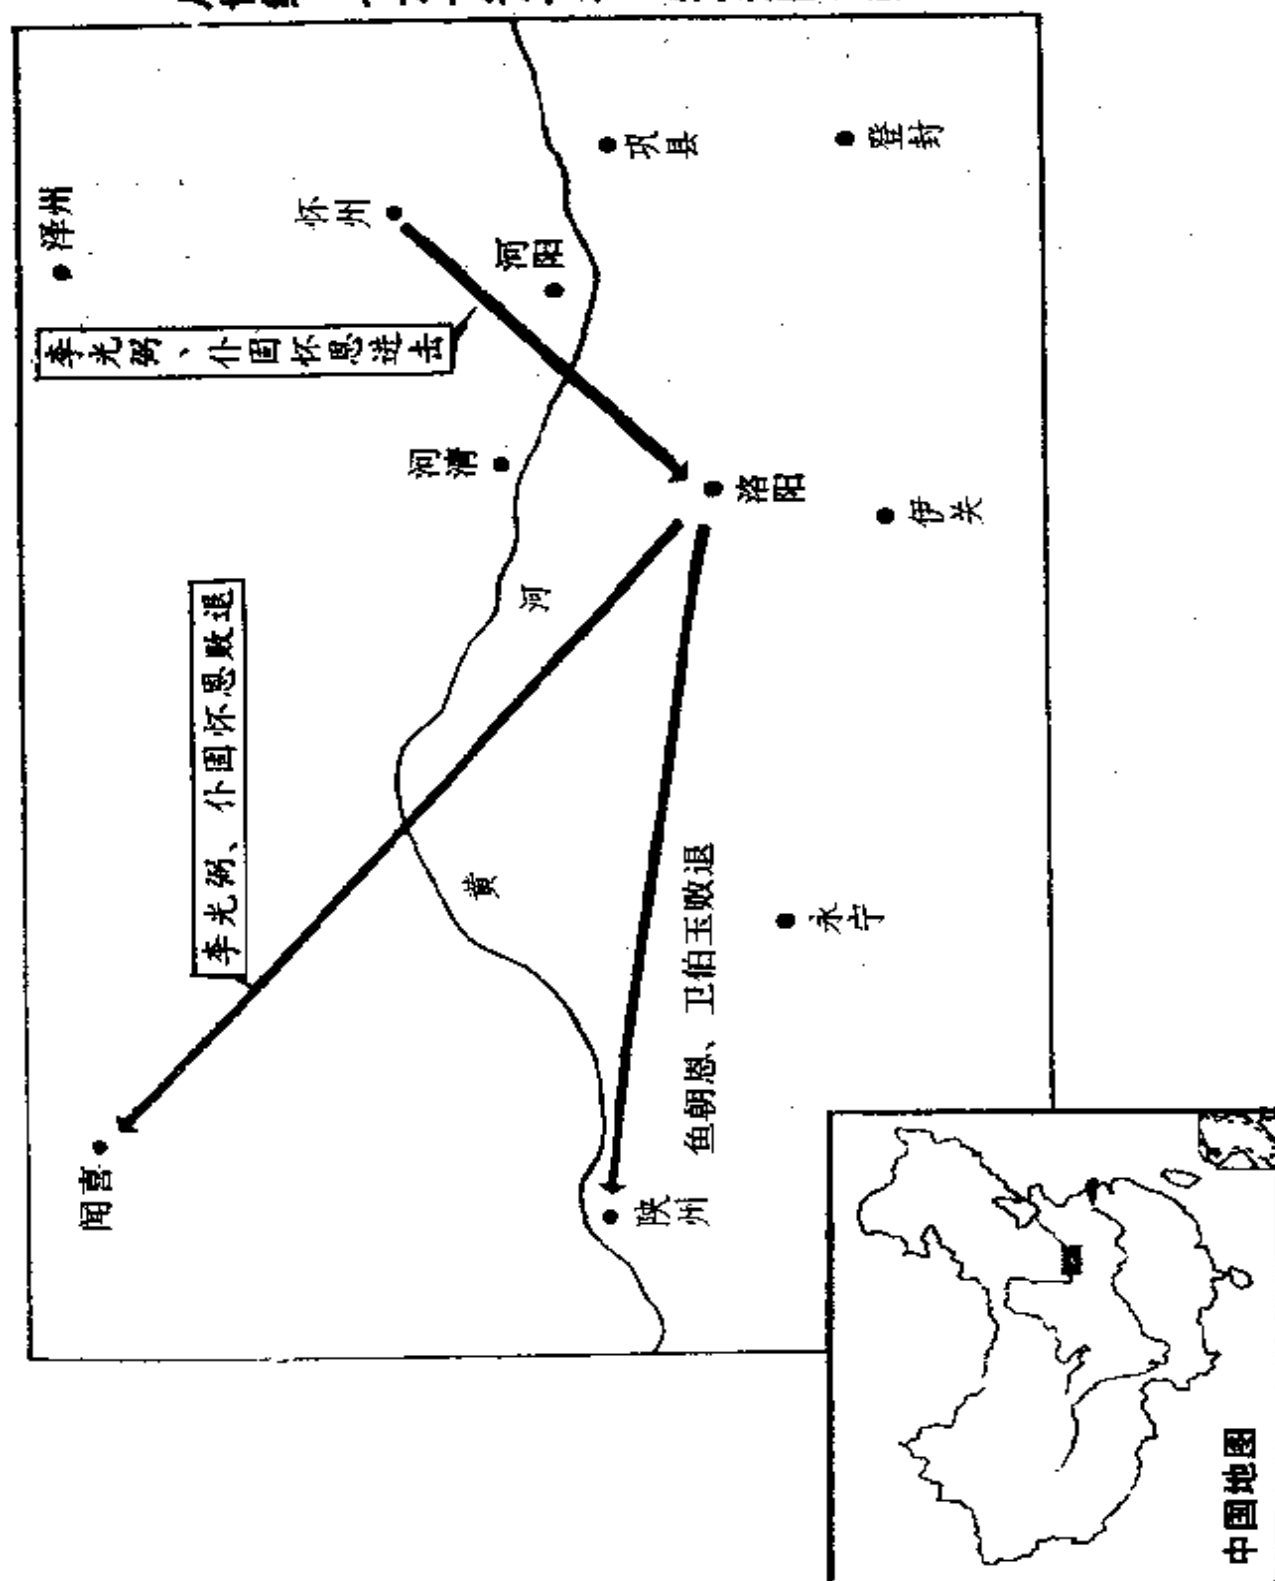 泽州
怀州
李光弼、仆固怀恩进击
河阳
巩县
登封
河清
洛阳
伊关
李光弼、仆固怀恩败退
河
黄
鱼朝恩、卫伯玉败退
永宁
闻喜
陕州
中国地图